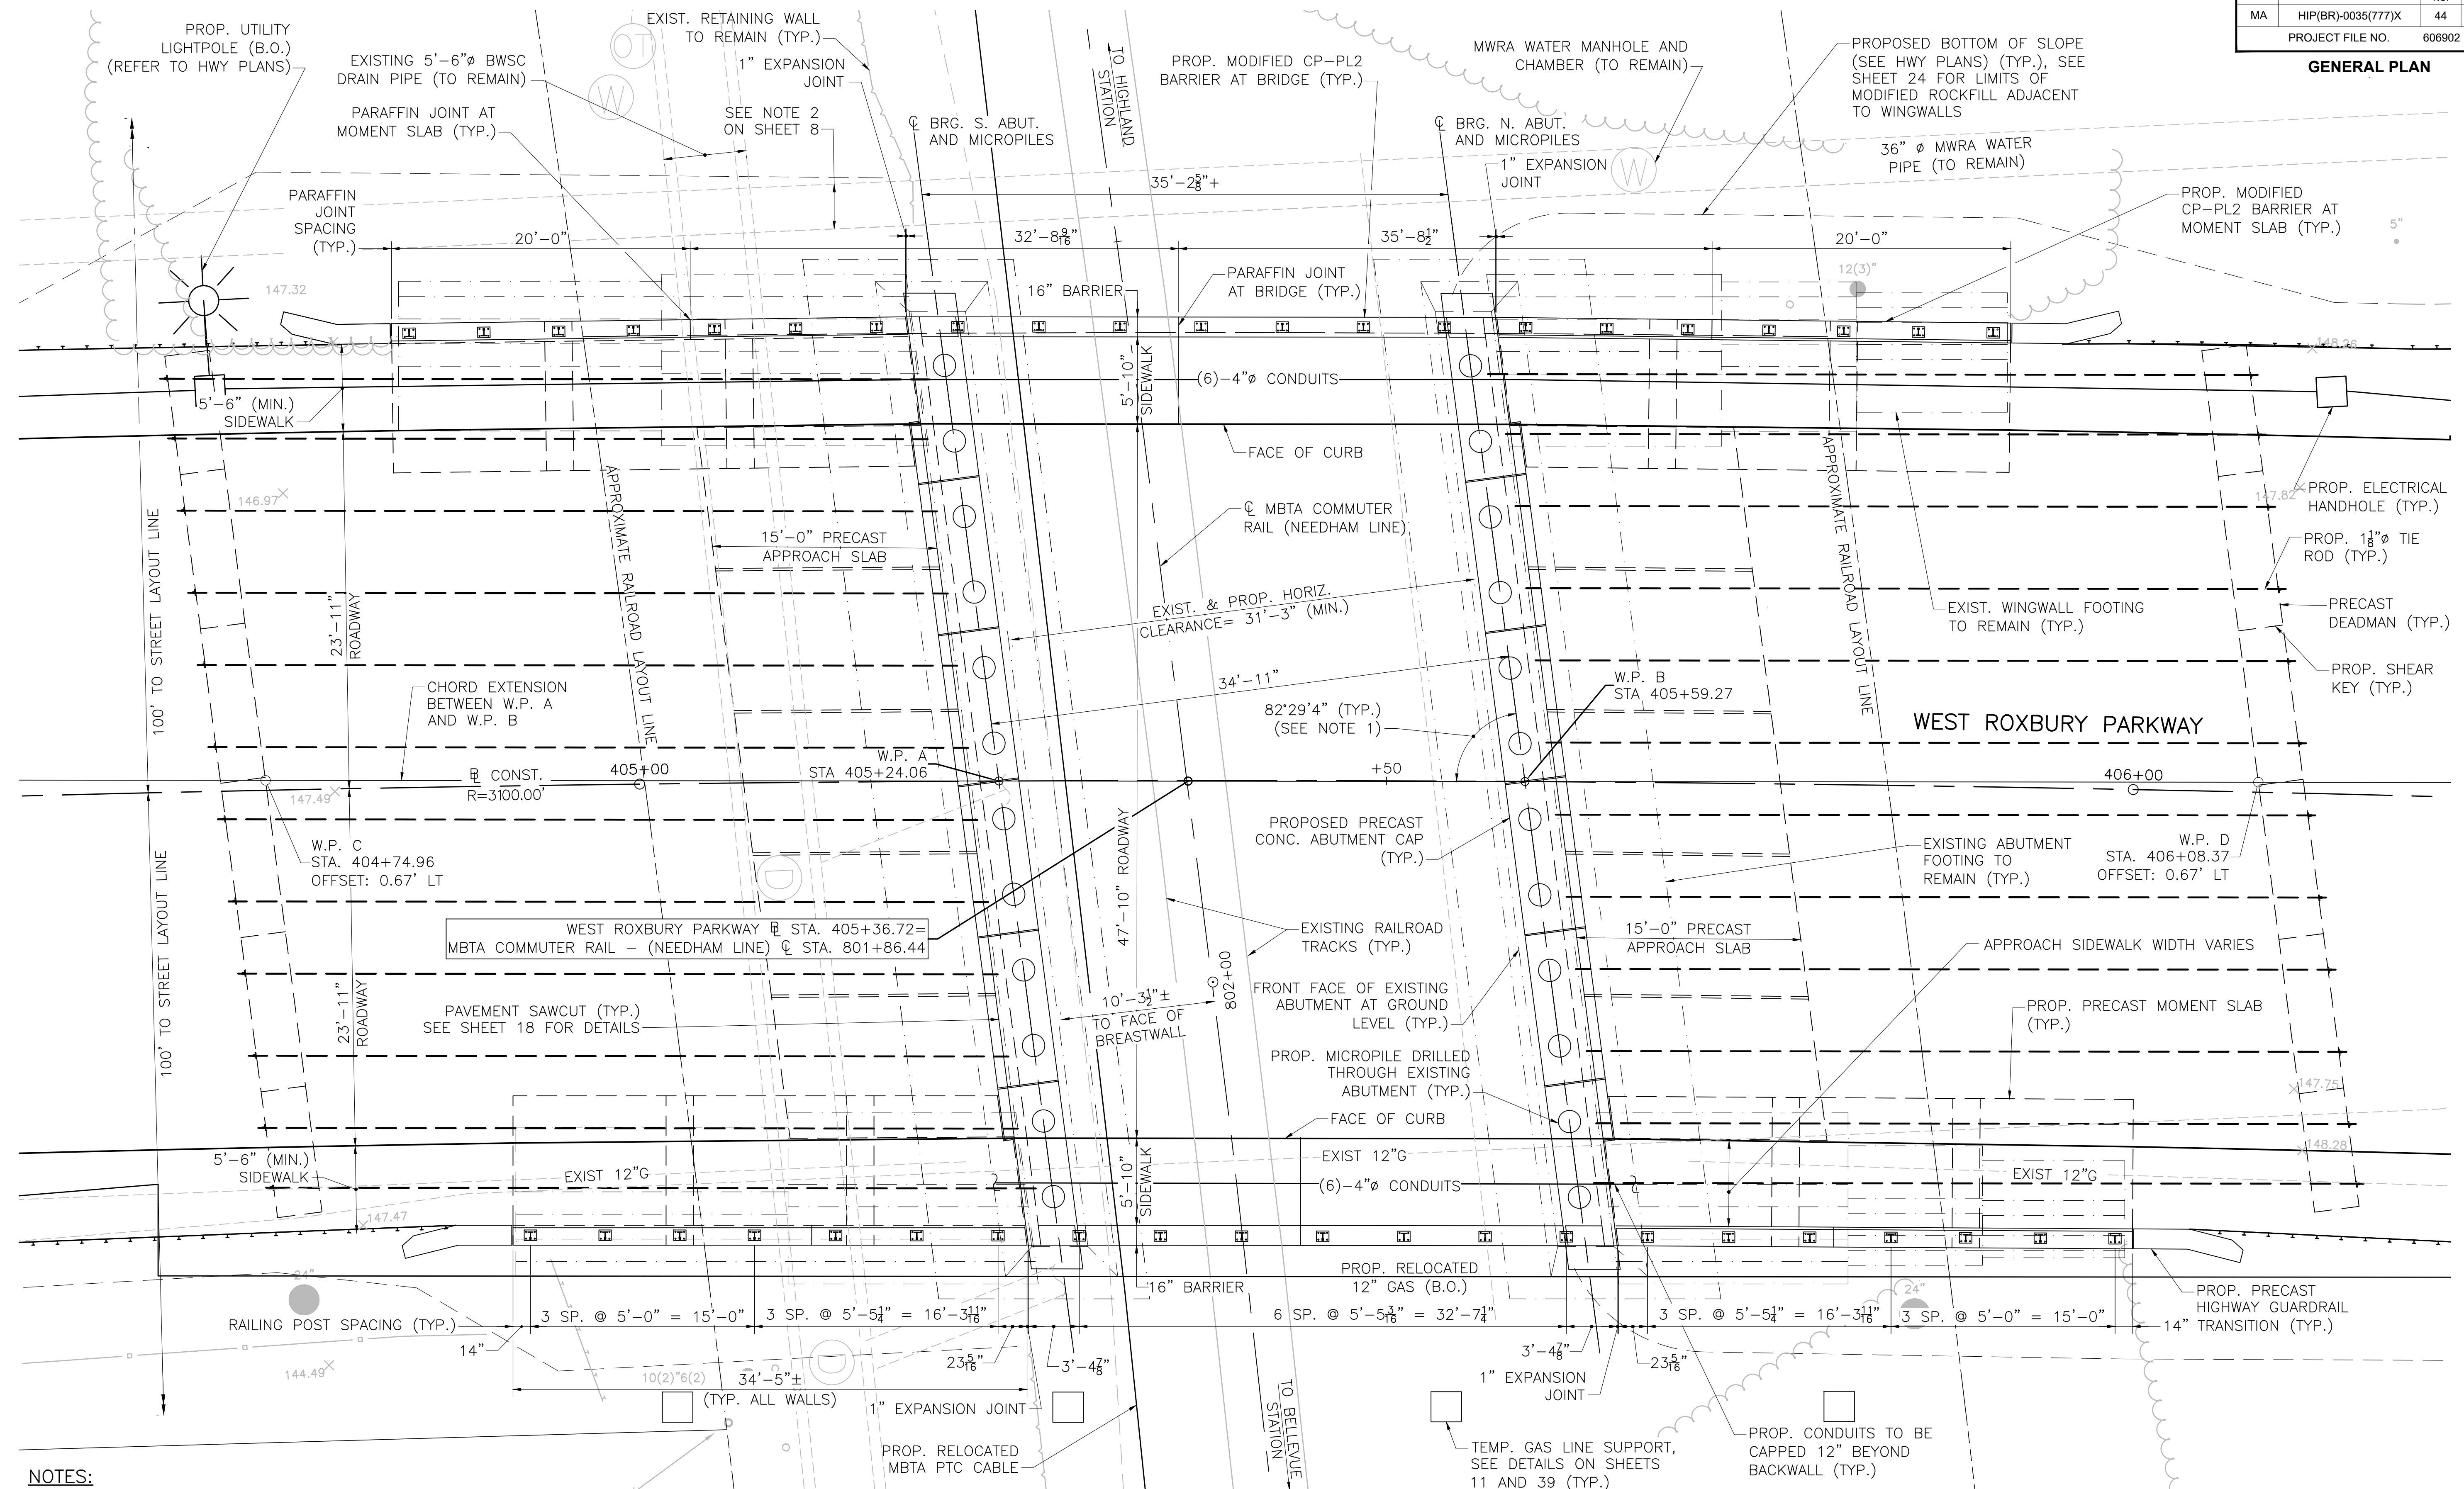 MA HIP(BR)-0035(777)X 44
PROJECT FILE NO. 606902
GENERAL PLAN
PROP. UTILITY
LIGHTPOLE (B.O.)
(REFER TO HWY PLANS)
EXISTING 5'-6"ø BWSC
DRAIN PIPE (TO REMAIN)
PARAFFIN JOINT AT
MOMENT SLAB (TYP.)
OT
W
EXIST. RETAINING WALL
TO REMAIN (TYP.)
1" EXPANSION
JOINT
SEE NOTE 2
ON SHEET 8
℄ BRG. S. ABUT.
AND MICROPILES
TO HIGHLAND
STATION
PROP. MODIFIED CP-PL2
BARRIER AT BRIDGE (TYP.)
℄ BRG. N. ABUT.
AND MICROPILES
1" EXPANSION
JOINT
MWRA WATER MANHOLE AND
CHAMBER (TO REMAIN)
W
PROPOSED BOTTOM OF SLOPE
(SEE HWY PLANS) (TYP.), SEE
SHEET 24 FOR LIMITS OF
MODIFIED ROCKFILL ADJACENT
TO WINGWALLS
36" ø MWRA WATER
PIPE (TO REMAIN)
PROP. MODIFIED
CP-PL2 BARRIER AT
MOMENT SLAB (TYP.)
5"
PARAFFIN
JOINT
SPACING
(TYP.)
20'-0"
35'-2⅝"±
32'-8 9/16"
35'-8½"
20'-0"
12(3)"
147.32
16" BARRIER
PARAFFIN JOINT
AT BRIDGE (TYP.)
148.26
5'-6" (MIN.)
SIDEWALK
5'-10"
SIDEWALK
(6)-4"ø CONDUITS
FACE OF CURB
146.97
147.82
PROP. ELECTRICAL
HANDHOLE (TYP.)
100' TO STREET LAYOUT LINE
23'-11"
ROADWAY
APPROXIMATE RAILROAD LAYOUT LINE
15'-0" PRECAST
APPROACH SLAB
℄ MBTA COMMUTER
RAIL (NEEDHAM LINE)
APPROXIMATE RAILROAD LAYOUT LINE
PROP. 1⅛"ø TIE
ROD (TYP.)
EXIST. & PROP. HORIZ.
CLEARANCE= 31'-3" (MIN.)
EXIST. WINGWALL FOOTING
TO REMAIN (TYP.)
PRECAST
DEADMAN (TYP.)
PROP. SHEAR
KEY (TYP.)
CHORD EXTENSION
BETWEEN W.P. A
AND W.P. B
34'-11"
82°29'4" (TYP.)
(SEE NOTE 1)
W.P. B
STA 405+59.27
WEST ROXBURY PARKWAY
W.P. A
STA 405+24.06
B̲L CONST.
R=3100.00'
405+00
+50
406+00
147.49
W.P. C
STA. 404+74.96
OFFSET: 0.67' LT
PROPOSED PRECAST
CONC. ABUTMENT CAP
(TYP.)
EXISTING ABUTMENT
FOOTING TO
REMAIN (TYP.)
W.P. D
STA. 406+08.37
OFFSET: 0.67' LT
D
100' TO STREET LAYOUT LINE
47'-10" ROADWAY
WEST ROXBURY PARKWAY B̲L STA. 405+36.72=
MBTA COMMUTER RAIL - (NEEDHAM LINE) ℄ STA. 801+86.44
EXISTING RAILROAD
TRACKS (TYP.)
15'-0" PRECAST
APPROACH SLAB
APPROACH SIDEWALK WIDTH VARIES
23'-11"
ROADWAY
PAVEMENT SAWCUT (TYP.)
SEE SHEET 18 FOR DETAILS
10'-3½"±
TO FACE OF
BREASTWALL
802+00
FRONT FACE OF EXISTING
ABUTMENT AT GROUND
LEVEL (TYP.)
PROP. PRECAST MOMENT SLAB
(TYP.)
PROP. MICROPILE DRILLED
THROUGH EXISTING
ABUTMENT (TYP.)
FACE OF CURB
147.75
148.28
5'-6" (MIN.)
SIDEWALK
EXIST 12"G
5'-10"
SIDEWALK
EXIST 12"G
(6)-4"ø CONDUITS
EXIST 12"G
147.47
24"
16" BARRIER
PROP. RELOCATED
12" GAS (B.O.)
24"
PROP. PRECAST
HIGHWAY GUARDRAIL
TRANSITION (TYP.)
RAILING POST SPACING (TYP.)
14"
3 SP. @ 5'-0" = 15'-0"
3 SP. @ 5'-5¼" = 16'-3 11/16"
23 5/16"
3'-4⅞"
6 SP. @ 5'-5 3/16" = 32'-7¼"
3'-4⅞"
23 5/16"
3 SP. @ 5'-5¼" = 16'-3 11/16"
3 SP. @ 5'-0" = 15'-0"
14"
144.49
10(2)"6(2)
D
34'-5"±
(TYP. ALL WALLS)
1" EXPANSION JOINT
1" EXPANSION
JOINT
PROP. RELOCATED
MBTA PTC CABLE
TO BELLEVUE
STATION
TEMP. GAS LINE SUPPORT,
SEE DETAILS ON SHEETS
11 AND 39 (TYP.)
PROP. CONDUITS TO BE
CAPPED 12" BEYOND
BACKWALL (TYP.)
NOTES: